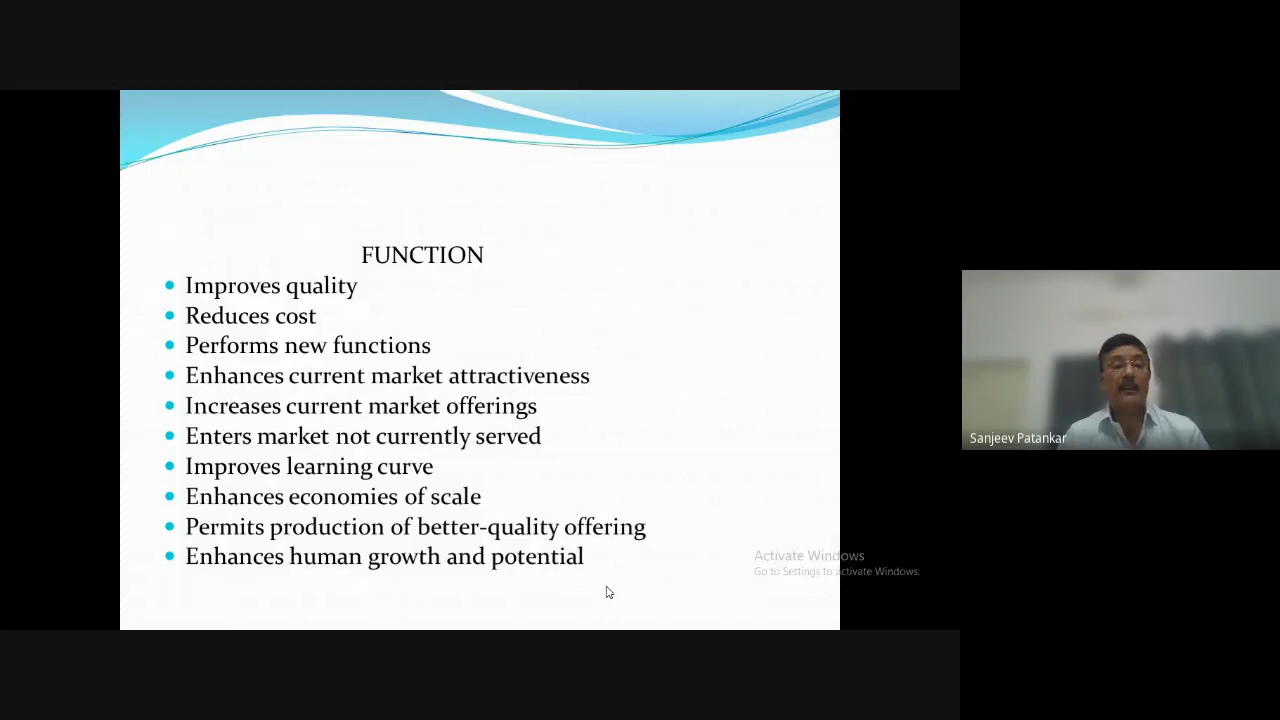 FUNCTION
Improves quality
Reduces cost
Performs new functions
Enhances current market attractiveness
Increases current market offerings
Enters market not currently served
Improves learning curve
Enhances economies of scale
Permits production of better-quality offering
Enhances human growth and potential
Activate Windows
Go to Settings to activate Windows.
Sanjeev Patankar